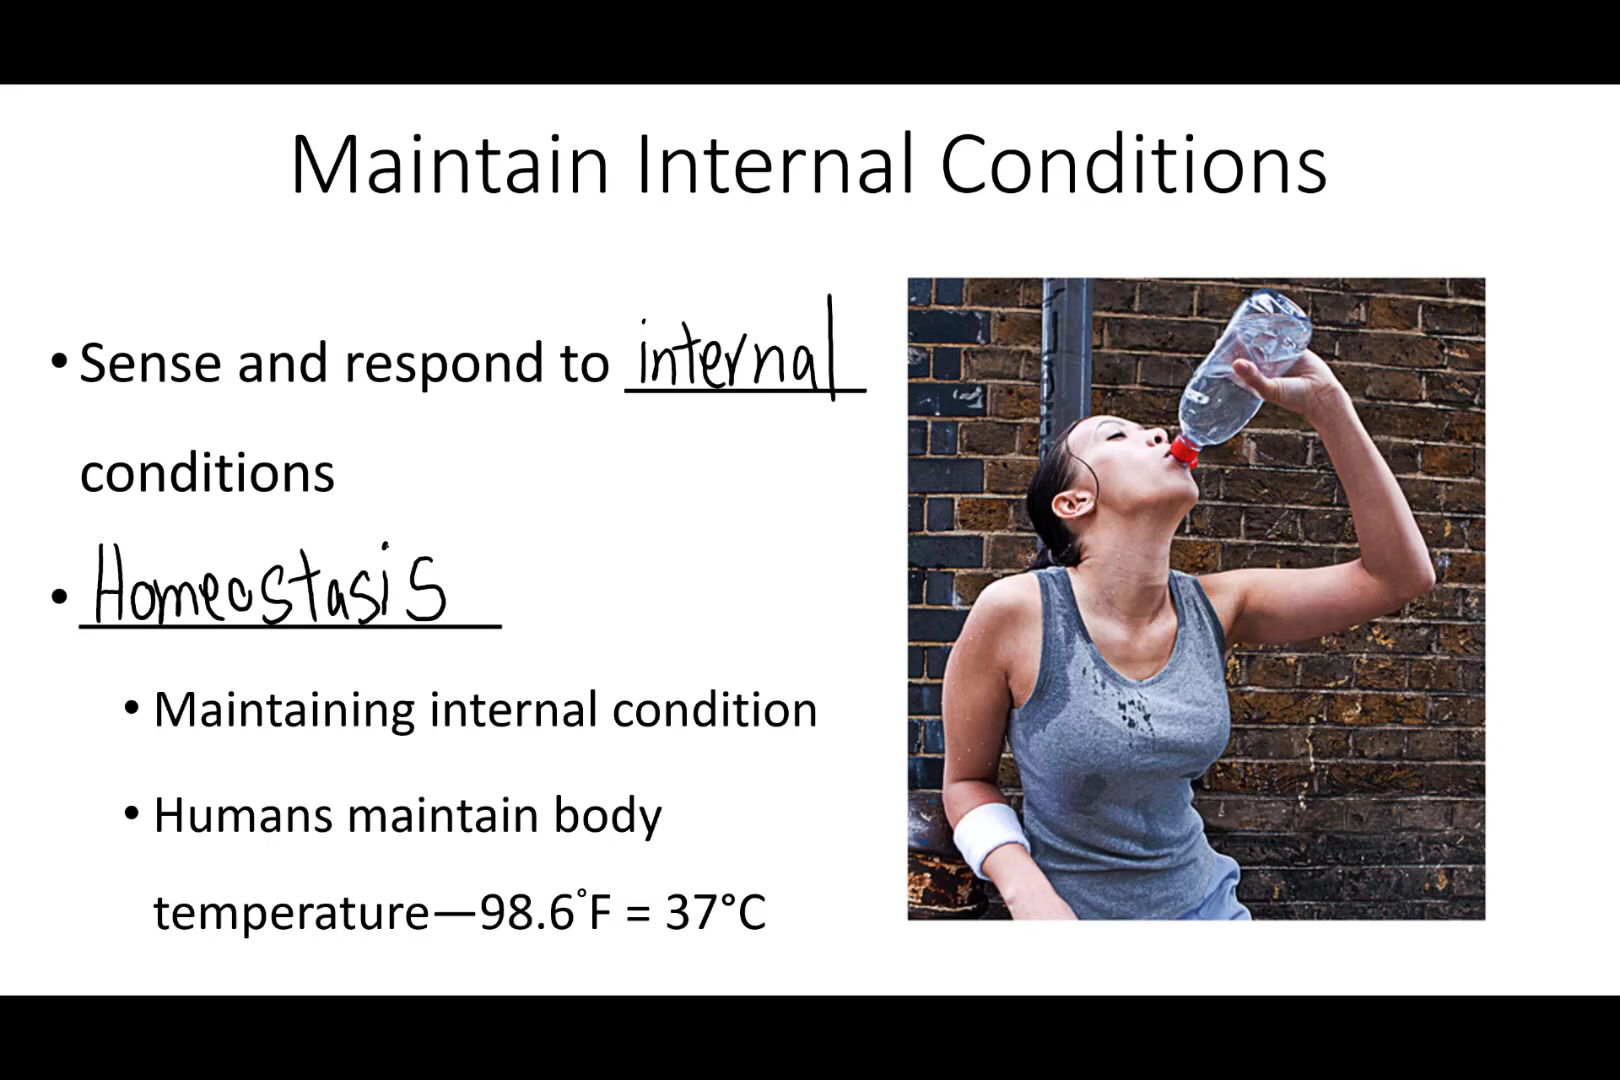 Maintain Internal Conditions
• Sense and respond to internal
conditions
• Homeostasis
• Maintaining internal condition
• Humans maintain body
temperature—98.6°F = 37°C